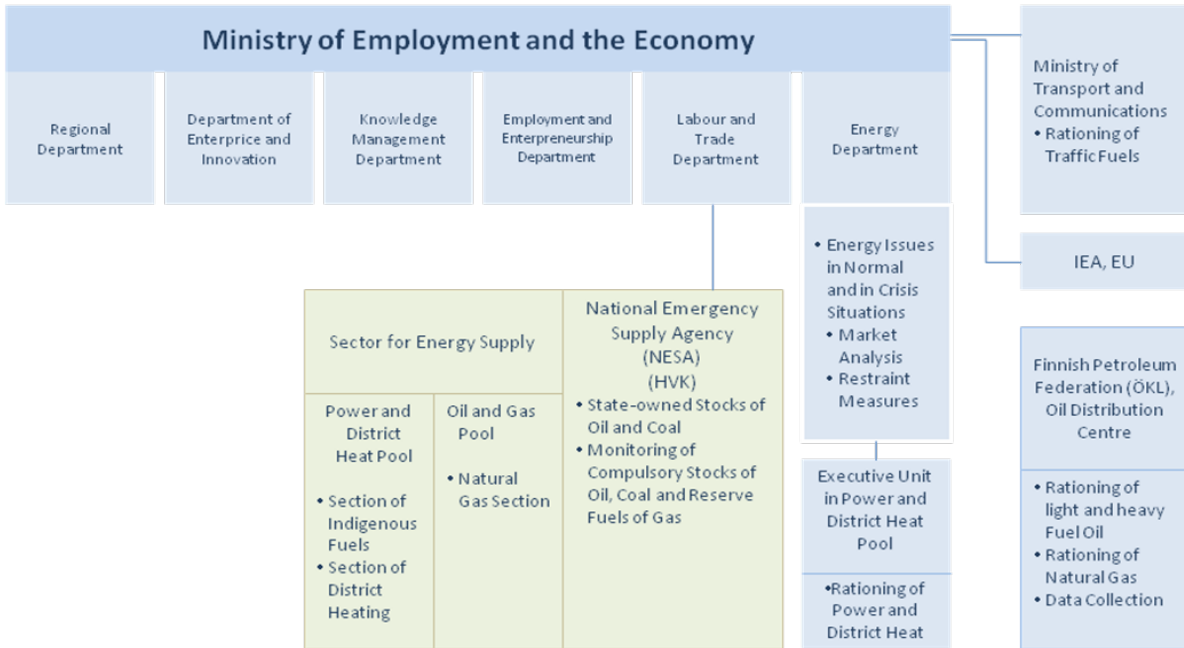 Ministry of Employment and the Economy
Regional
Department
Department of
Enterprice and
Innovation
Knowledge
Management
Department
Employment and
Enterpreneurship
Department
Labour and
Trade
Department
Energy
Department
Ministry of
Transport and
Communications
• Rationing of
Traffic Fuels
IEA, EU
• Energy Issues
in Normal
and in Crisis
Situations
• Market
Analysis
• Restraint
Measures
Sector for Energy Supply
Power and
District
Heat Pool
• Section of
Indigenous
Fuels
• Section of
District
Heating
Oil and Gas
Pool
• Natural
Gas Section
National Emergency
Supply Agency
(NESA)
(HVK)
• State-owned Stocks of
Oil and Coal
• Monitoring of
Compulsory Stocks of
Oil, Coal and Reserve
Fuels of Gas
Executive Unit
in Power and
District Heat
Pool
•Rationing of
Power and
District Heat
Finnish Petroleum
Federation (ÖKL),
Oil Distribution
Centre
• Rationing of
light and heavy
Fuel Oil
• Rationing of
Natural Gas
• Data Collection